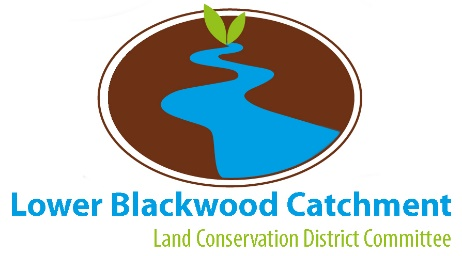 Lower Blackwood Catchment
Land Conservation District Committee